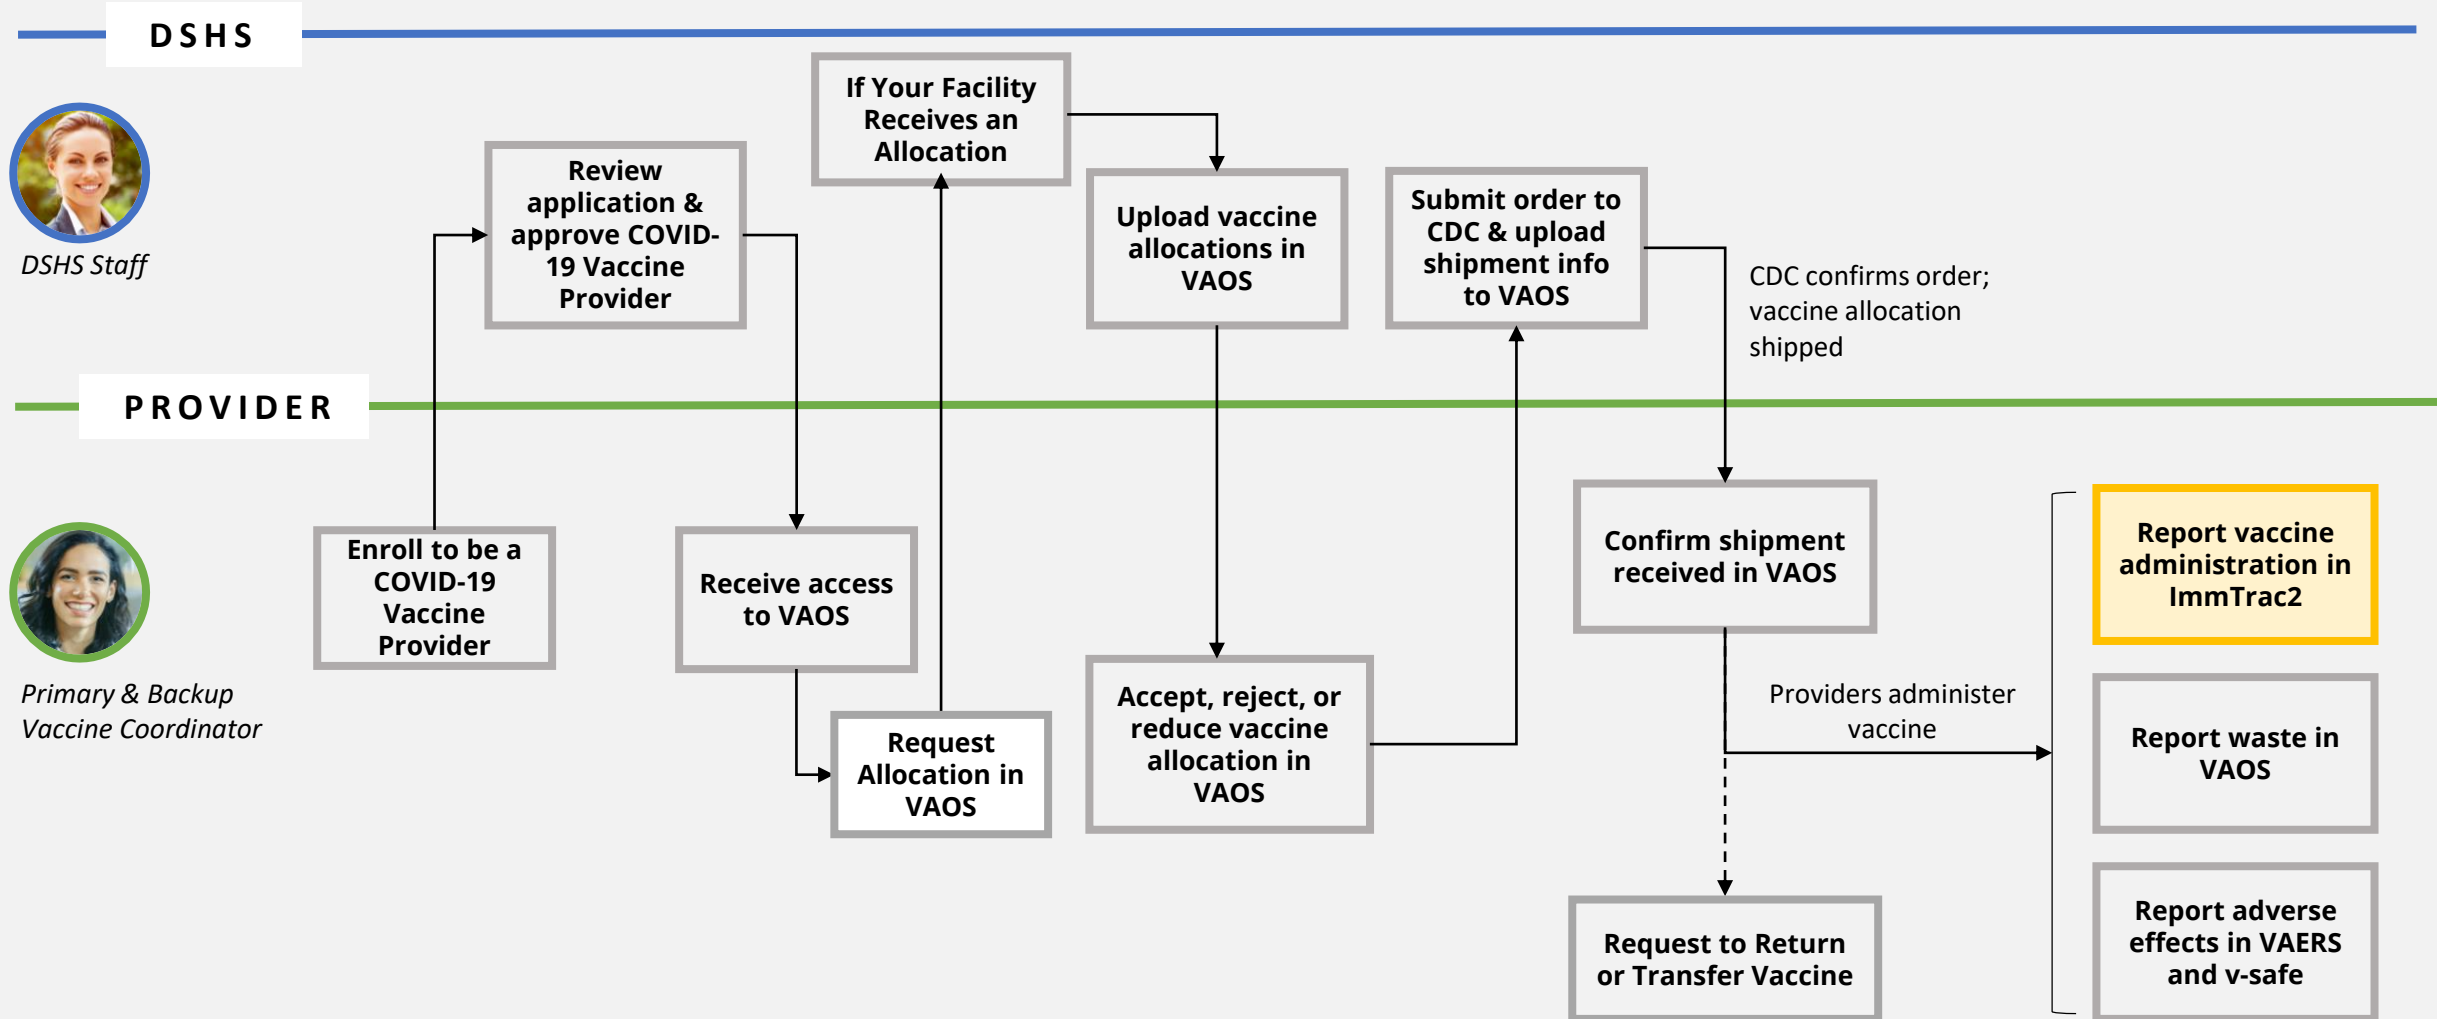 DSHS
DSHS Staff
Review
application &
approve COVID-
19 Vaccine
Provider
If Your Facility
Receives an
Allocation
Upload vaccine
allocations in
VAOS
Submit order to
CDC & upload
shipment info
to VAOS
CDC confirms order;
vaccine allocation
shipped
PROVIDER
Primary & Backup
Vaccine Coordinator
Enroll to be a
COVID-19
Vaccine
Provider
Receive access
to VAOS
Request
Allocation in
VAOS
Accept, reject, or
reduce vaccine
allocation in
VAOS
Confirm shipment
received in VAOS
Providers administer
vaccine
Request to Return
or Transfer Vaccine
Report vaccine
administration in
ImmTrac2
Report waste in
VAOS
Report adverse
effects in VAERS
and v-safe